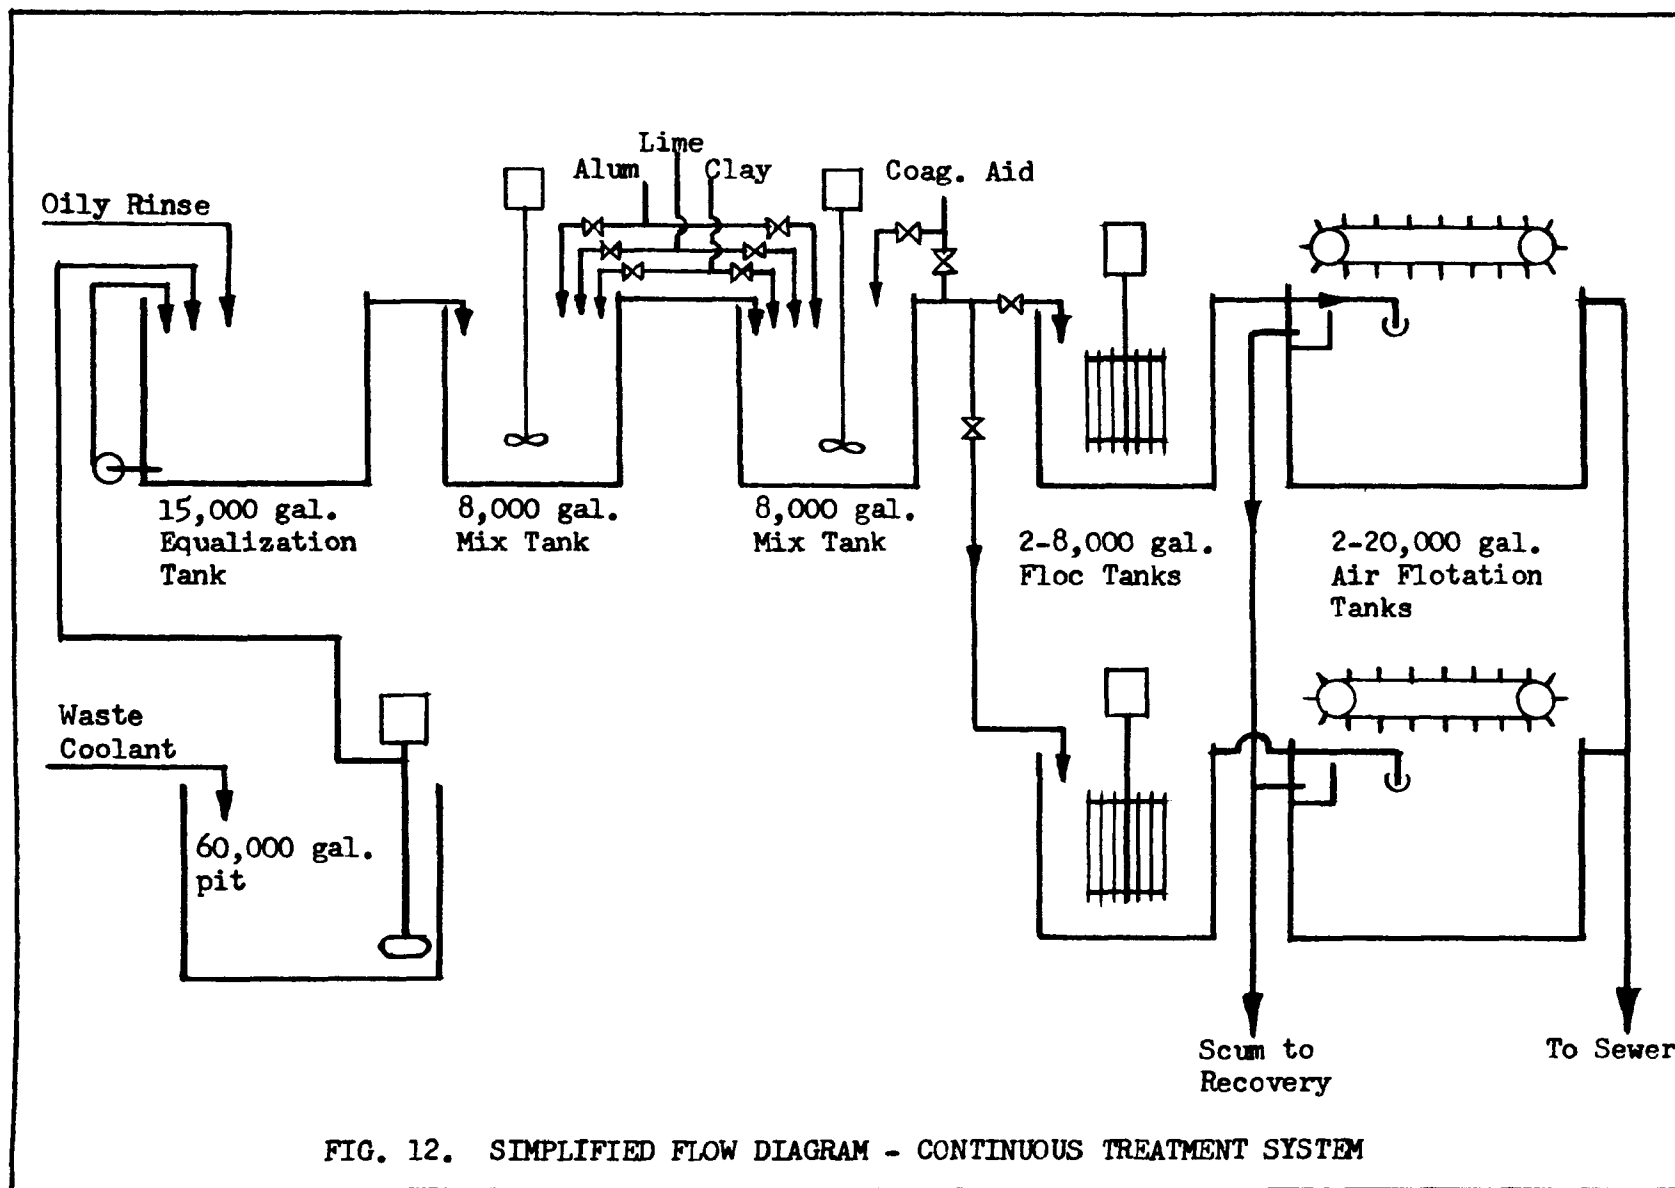 Lime
Alum
Clay
Coag. Aid
Oily Rinse
15,000 gal.
Equalization
Tank
8,000 gal.
Mix Tank
8,000 gal.
Mix Tank
2-8,000 gal.
Floc Tanks
2-20,000 gal.
Air Flotation
Tanks
Waste
Coolant
60,000 gal.
pit
Scum to
Recovery
To Sewer
FIG. 12. SIMPLIFIED FLOW DIAGRAM - CONTINUOUS TREATMENT SYSTEM